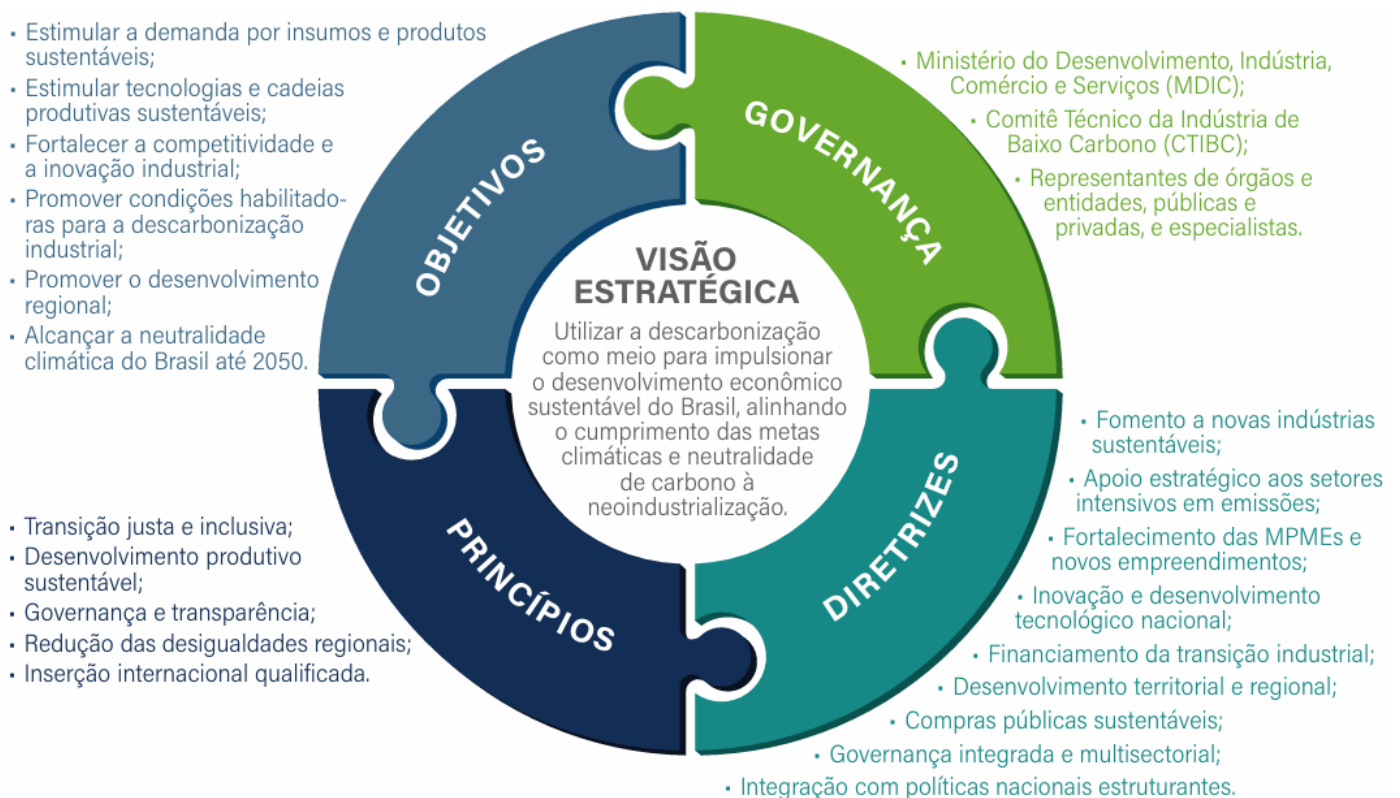 · Estimular a demanda por insumos e produtos
sustentáveis;
· Estimular tecnologias e cadeias
produtivas sustentáveis;
· Fortalecer a competitividade e
a inovação industrial;
· Promover condições habilitado-
ras para a descarbonização
industrial;
· Promover o desenvolvimento
regional;
· Alcançar a neutralidade
climática do Brasil até 2050.
OBJETIVOS
GOVERNANÇA
· Ministério do Desenvolvimento, Indústria,
Comércio e Serviços (MDIC);
· Comitê Técnico da Indústria de
Baixo Carbono (CTIBC);
· Representantes de órgãos e
entidades, públicas e
privadas, e especialistas.
VISÃO
ESTRATÉGICA
Utilizar a descarbonização
como meio para impulsionar
o desenvolvimento econômico
sustentável do Brasil, alinhando
o cumprimento das metas
climáticas e neutralidade
de carbono à
neoindustrialização.
· Transição justa e inclusiva;
· Desenvolvimento produtivo
sustentável;
· Governança e transparência;
· Redução das desigualdades regionais;
· Inserção internacional qualificada.
PRINCÍPIOS
DIRETRIZES
· Fomento a novas indústrias
sustentáveis;
· Apoio estratégico aos setores
intensivos em emissões;
· Fortalecimento das MPMEs e
novos empreendimentos;
· Inovação e desenvolvimento
tecnológico nacional;
· Financiamento da transição industrial;
· Desenvolvimento territorial e regional;
· Compras públicas sustentáveis;
· Governança integrada e multisectorial;
· Integração com políticas nacionais estruturantes.